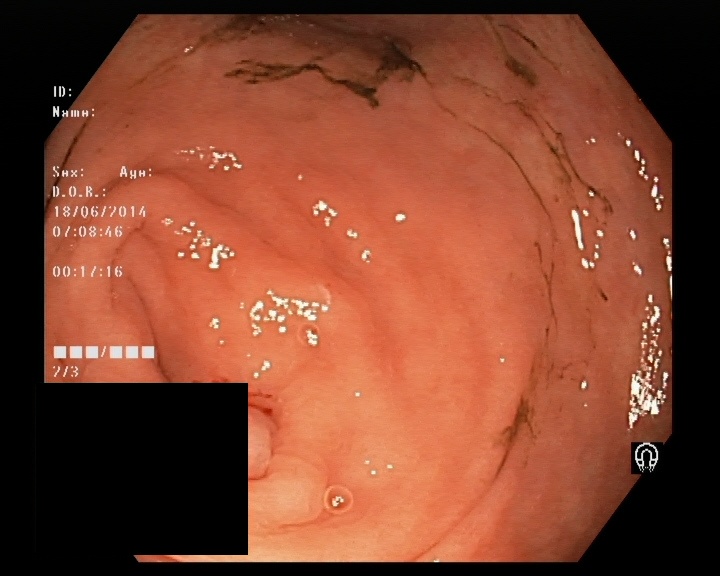 ID:
Name:
Sex: Age:
D.O.R.:
18/06/2014
07:08:46
00:17:16
■■■/■■■
2/3